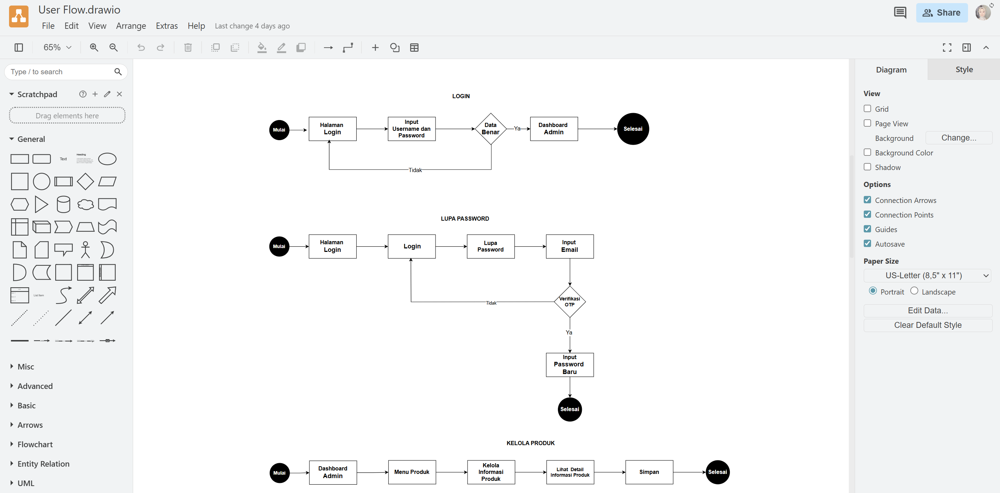 User Flow.drawio
File Edit View Arrange Extras Help Last change 4 days ago
Share
65%
Type / to search
Scratchpad
Drag elements here
General
Text
Heading
List Item
Misc
Advanced
Basic
Arrows
Flowchart
Entity Relation
UML
LOGIN
Mulai
Halaman
Login
Input
Username dan
Password
Data
Benar
Ya
Dashboard
Admin
Selesai
Tidak
LUPA PASSWORD
Mulai
Halaman
Login
Login
Lupa
Password
Input
Email
Verifikasi
OTP
Tidak
Ya
Input
Password
Baru
Selesai
KELOLA PRODUK
Mulai
Dashboard
Admin
Menu Produk
Kelola
Informasi
Produk
Lihat Detail
Informasi Produk
Simpan
Selesai
Diagram Style
View
Grid
Page View
Background Change...
Background Color
Shadow
Options
Connection Arrows
Connection Points
Guides
Autosave
Paper Size
US-Letter (8,5" x 11")
Portrait Landscape
Edit Data...
Clear Default Style